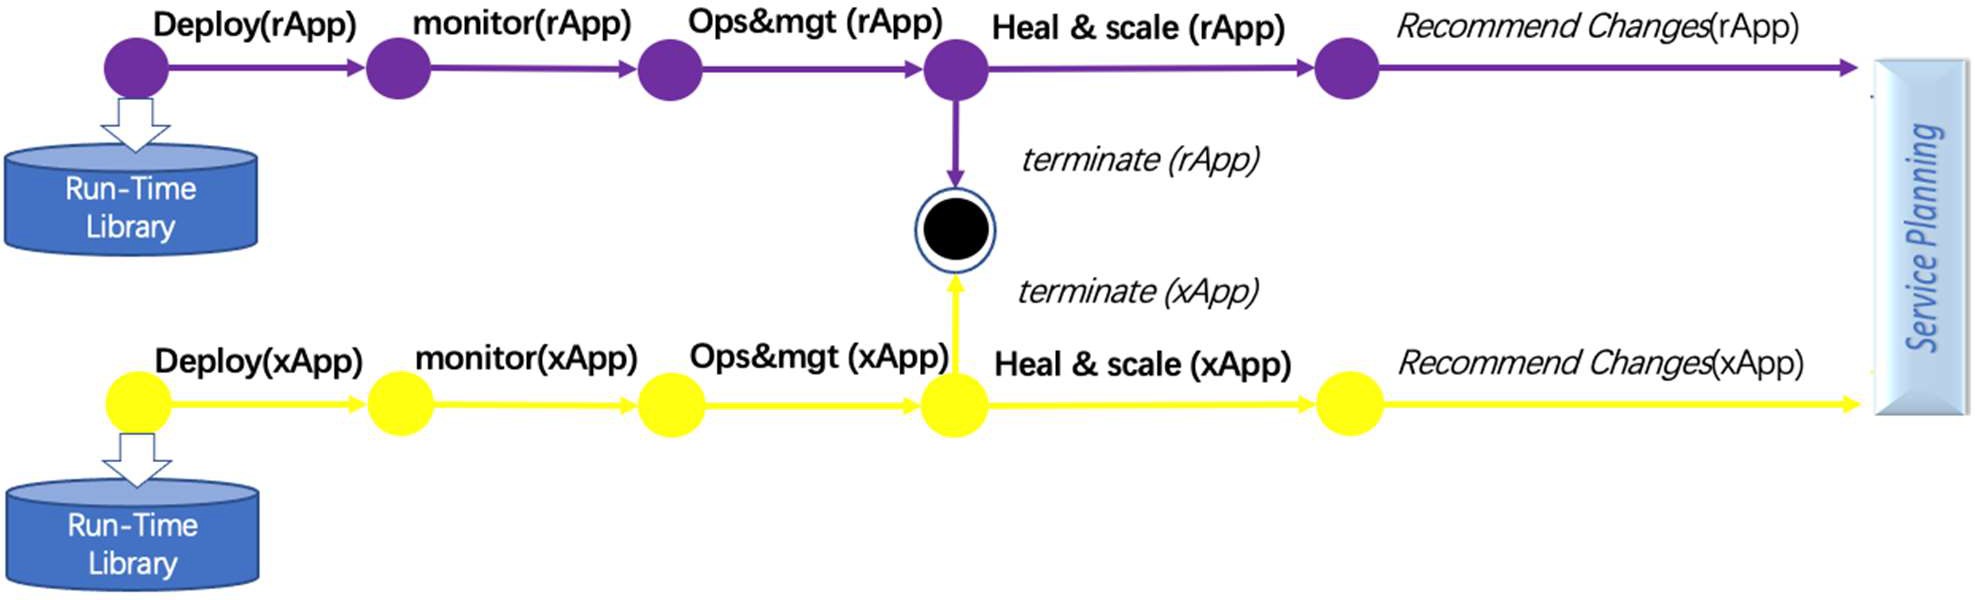 Deploy(rApp)
monitor(rApp)
Ops&mgt (rApp)
Heal & scale (rApp)
Recommend Changes(rApp)
Run-Time
Library
terminate (rApp)
Service Planning
terminate (xApp)
Deploy(xApp)
monitor(xApp)
Ops&mgt (xApp)
Heal & scale (xApp)
Recommend Changes(xApp)
Run-Time
Library